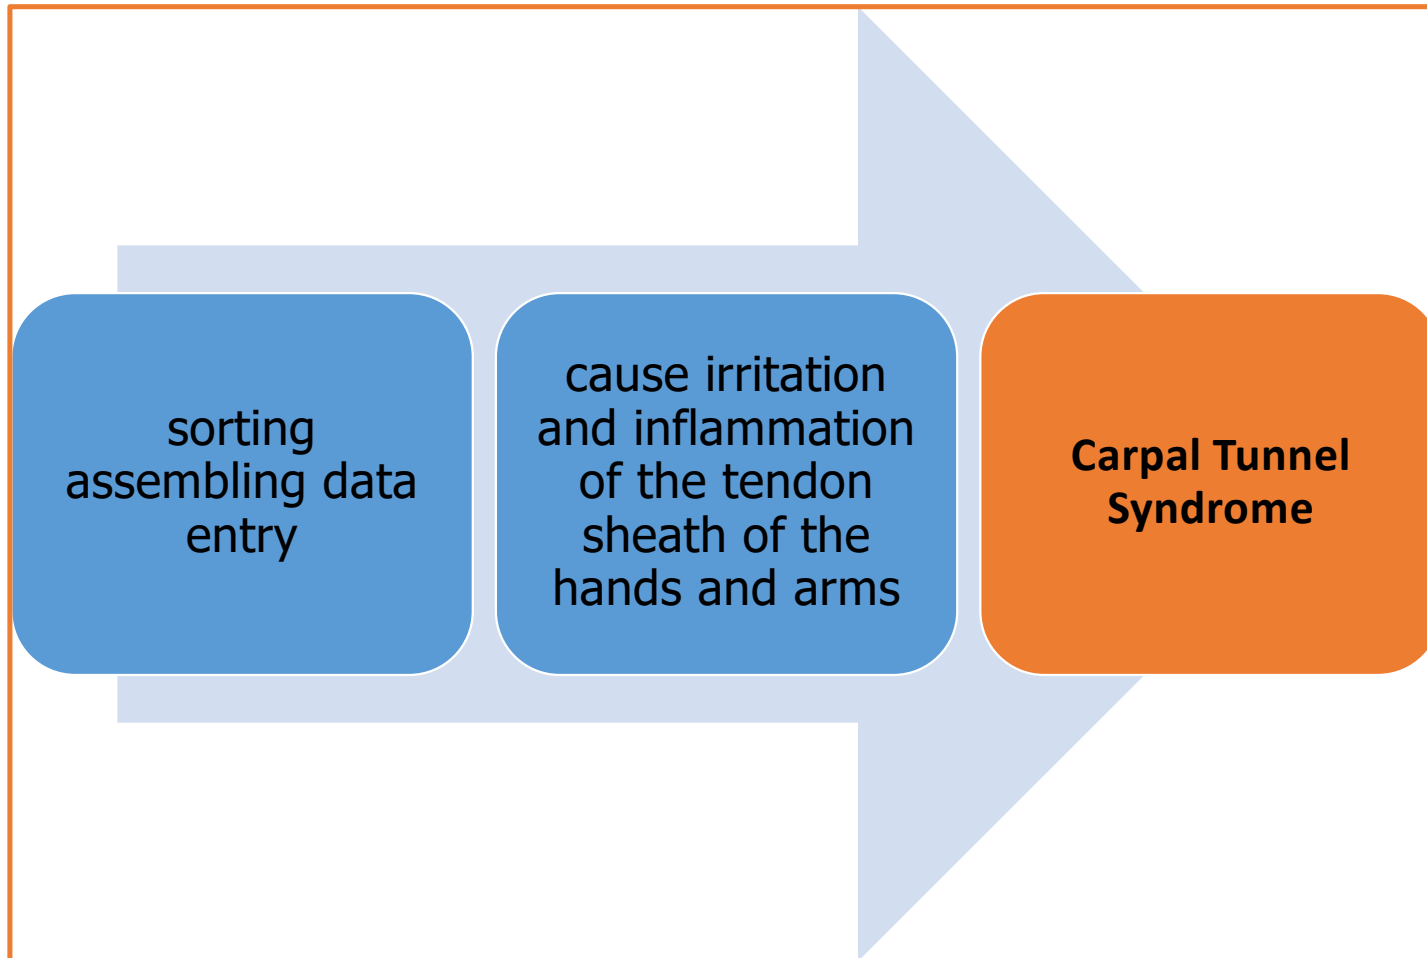 sorting
assembling data
entry
cause irritation
and inflammation
of the tendon
sheath of the
hands and arms
Carpal Tunnel
Syndrome